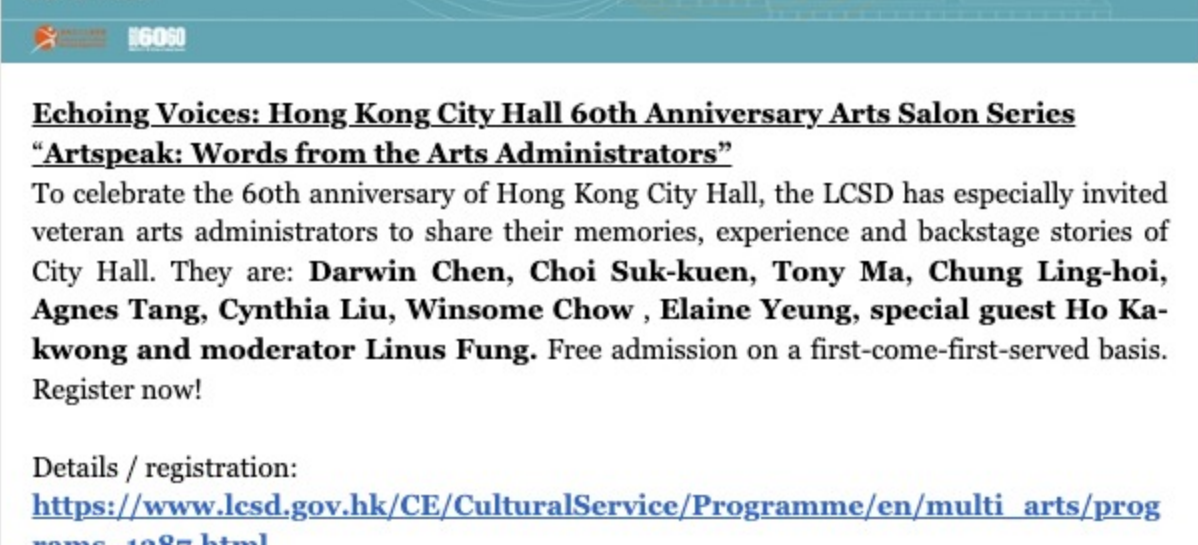 6060
Echoing Voices: Hong Kong City Hall 60th Anniversary Arts Salon Series
“Artspeak: Words from the Arts Administrators”
To celebrate the 60th anniversary of Hong Kong City Hall, the LCSD has especially invited
veteran arts administrators to share their memories, experience and backstage stories of
City Hall. They are: Darwin Chen, Choi Suk-kuen, Tony Ma, Chung Ling-hoi,
Agnes Tang, Cynthia Liu, Winsome Chow , Elaine Yeung, special guest Ho Ka-
kwong and moderator Linus Fung. Free admission on a first-come-first-served basis.
Register now!
Details / registration:
https://www.lcsd.gov.hk/CE/CulturalService/Programme/en/multi_arts/prog
rams_1287.html